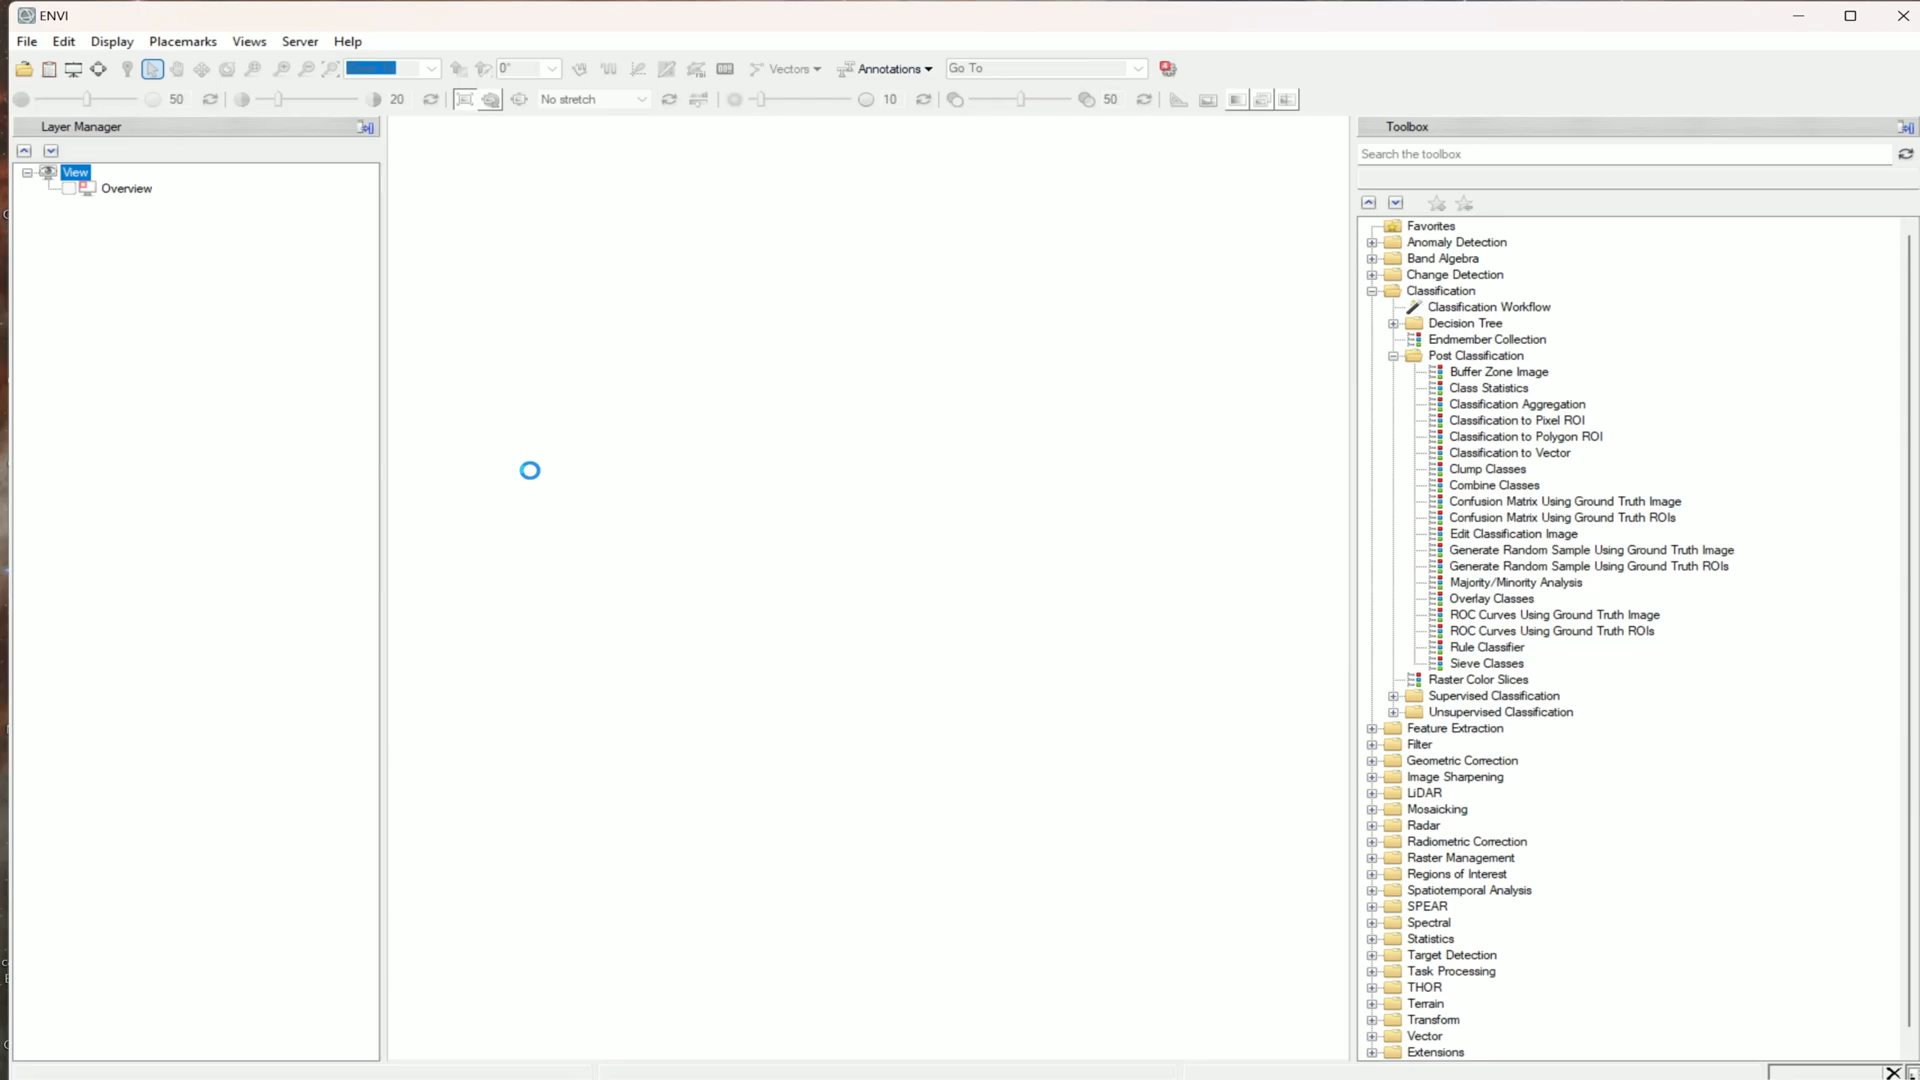 ENVI
File Edit Display Placemarks Views Server Help
0° Vectors Annotations Go To
50 20 No stretch 10 50
Layer Manager
View
Overview
Toolbox
Search the toolbox
Favorites
Anomaly Detection
Band Algebra
Change Detection
Classification
Classification Workflow
Decision Tree
Endmember Collection
Post Classification
Buffer Zone Image
Class Statistics
Classification Aggregation
Classification to Pixel ROI
Classification to Polygon ROI
Classification to Vector
Clump Classes
Combine Classes
Confusion Matrix Using Ground Truth Image
Confusion Matrix Using Ground Truth ROIs
Edit Classification Image
Generate Random Sample Using Ground Truth Image
Generate Random Sample Using Ground Truth ROIs
Majority/Minority Analysis
Overlay Classes
ROC Curves Using Ground Truth Image
ROC Curves Using Ground Truth ROIs
Rule Classifier
Sieve Classes
Raster Color Slices
Supervised Classification
Unsupervised Classification
Feature Extraction
Filter
Geometric Correction
Image Sharpening
LiDAR
Mosaicking
Radar
Radiometric Correction
Raster Management
Regions of Interest
Spatiotemporal Analysis
SPEAR
Spectral
Statistics
Target Detection
Task Processing
THOR
Terrain
Transform
Vector
Extensions